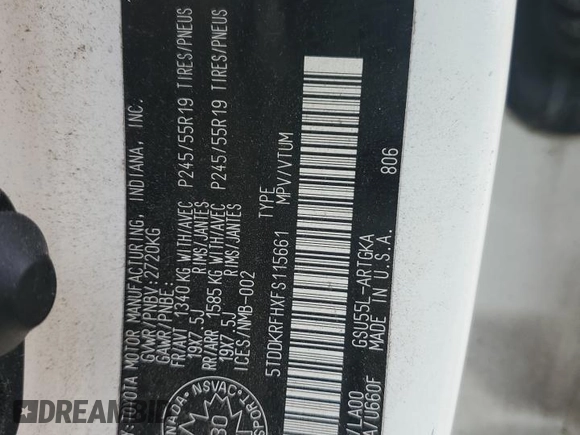 TOYOTA MOTOR MANUFACTURING, INDIANA, INC.
GVWR/PNBV:2720KG
GAWR/PNBE:
FR/AVT 1340 KG WITH/AVEC P245/55R19 TIRES/PNEUS
19X7.5J RIMS/JANTES
RR/ARR 1585 KG WITH/AVEC P245/55R19 TIRES/PNEUS
19X7.5J RIMS/JANTES
ICES/NMB-002
NSVAC
5TDDKRFHXFS115661 TYPE
MPV/VTUM
VLA00 GSU55L-ARTGKA 806
A/U660F MADE IN U.S.A.
DREAMBID